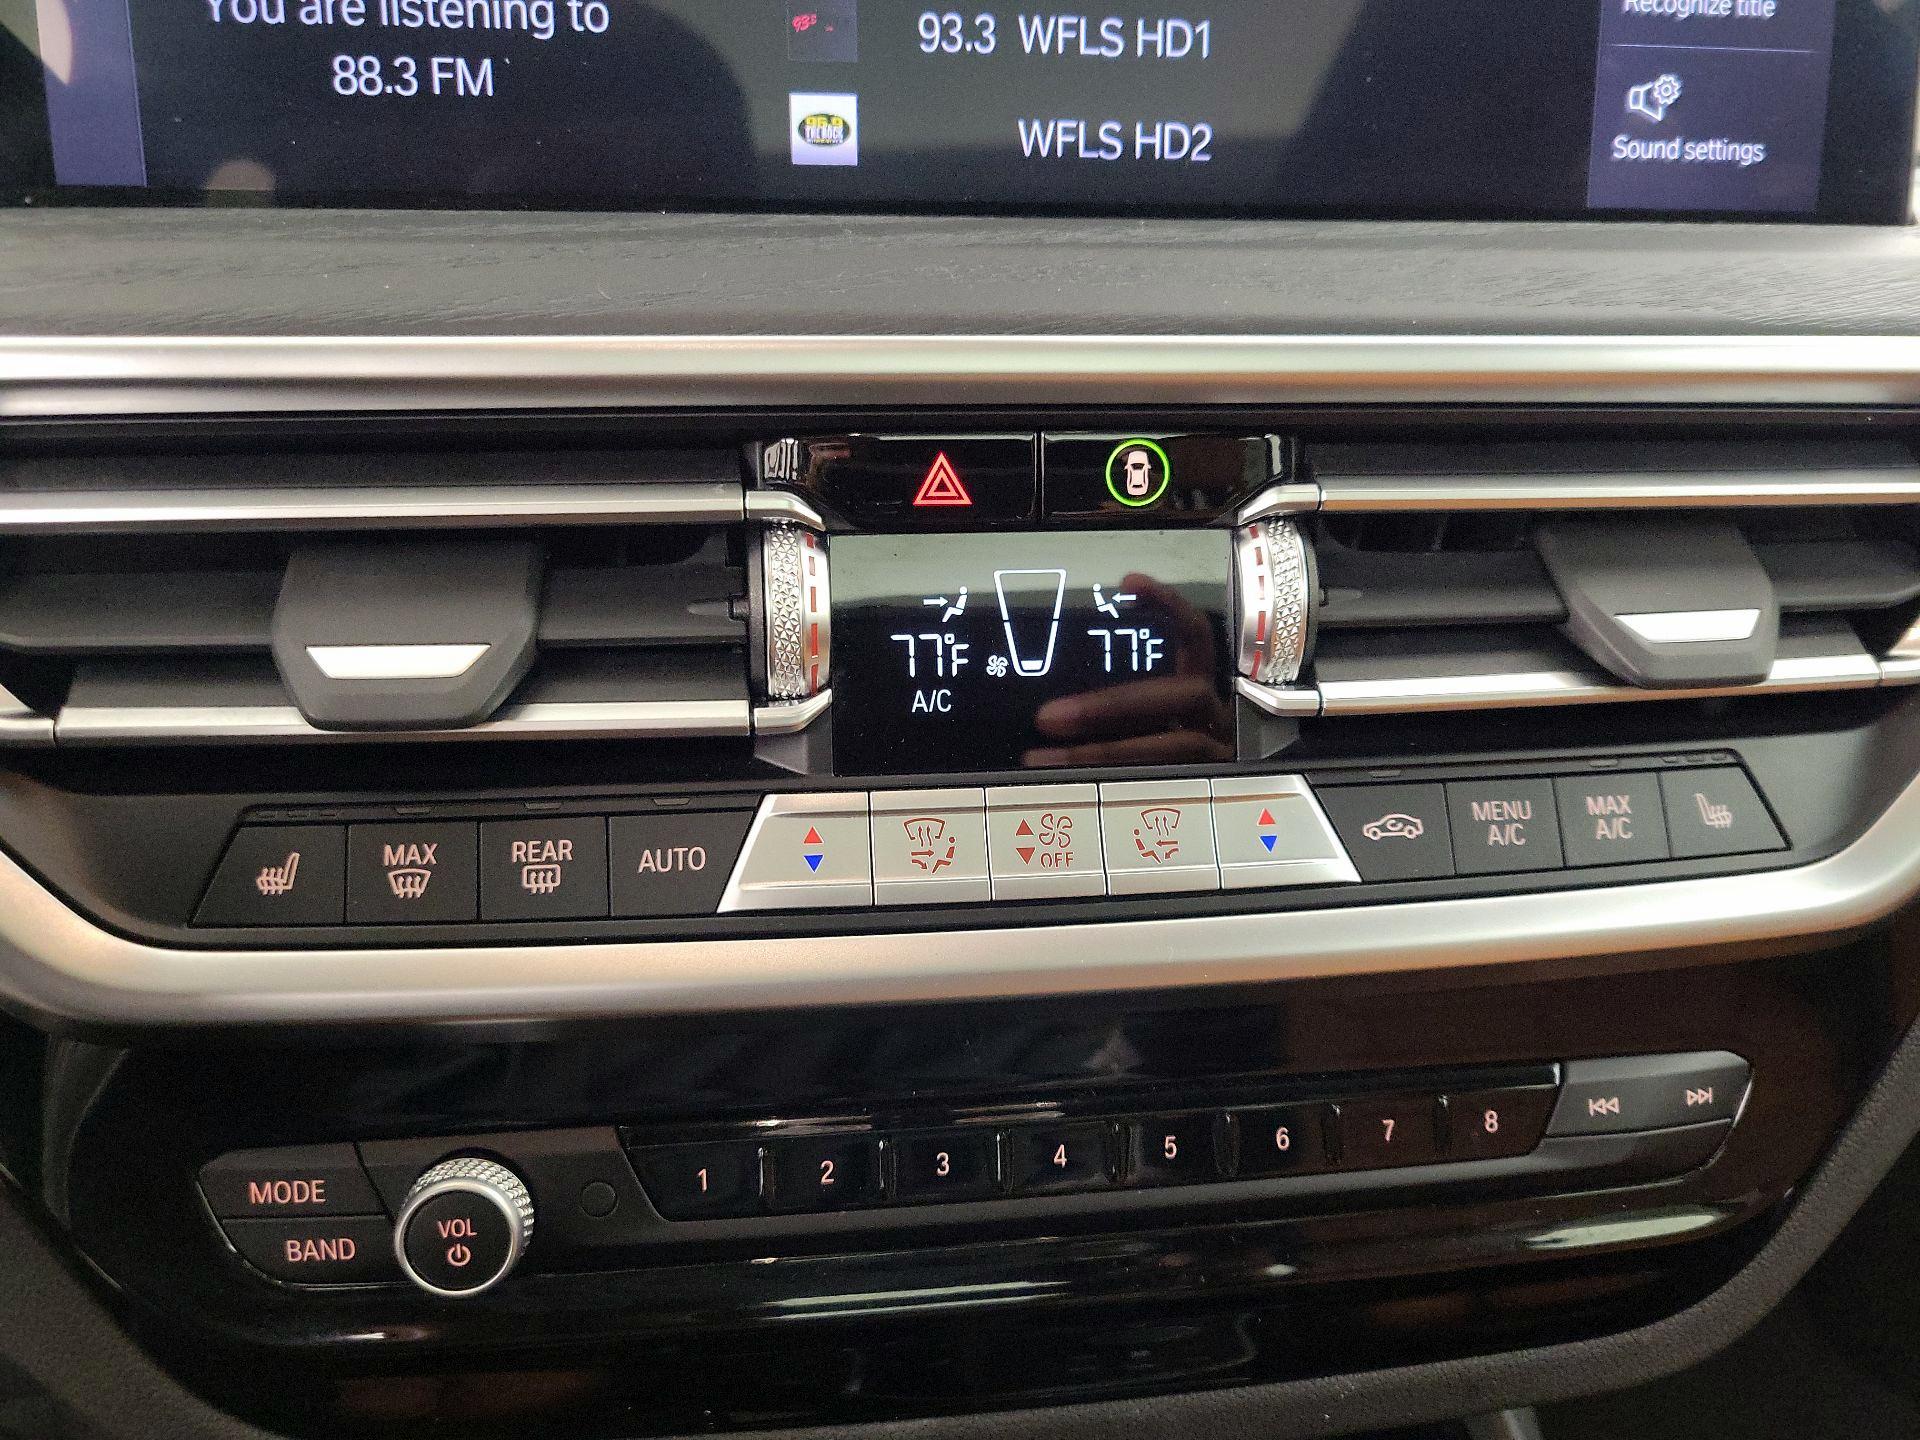 You are listening to
88.3 FM
93.3 WFLS HD1
WFLS HD2
Recognize title
Sound settings
77°F
77°F
A/C
MAX
REAR
AUTO
OFF
MENU
A/C
MAX
A/C
MODE
BAND
VOL
1 2 3 4 5 6 7 8